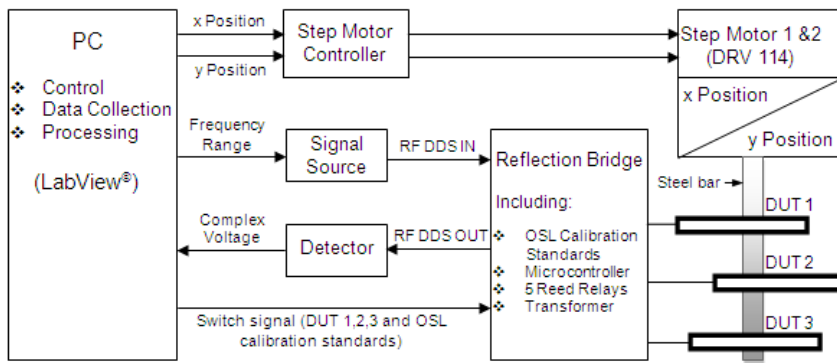 PC
❖ Control
❖ Data Collection
❖ Processing
(LabView®)
x Position
y Position
Step Motor
Controller
Step Motor 1 &2
(DRV 114)
x Position
y Position
Frequency
Range
Signal
Source
RF DDS IN
Reflection Bridge
Including:
❖ OSL Calibration
Standards
❖ Microcontroller
❖ 5 Reed Relays
❖ Transformer
Complex
Voltage
Detector
RF DDS OUT
Switch signal (DUT 1,2,3 and OSL
calibration standards)
Steel bar
DUT 1
DUT 2
DUT 3